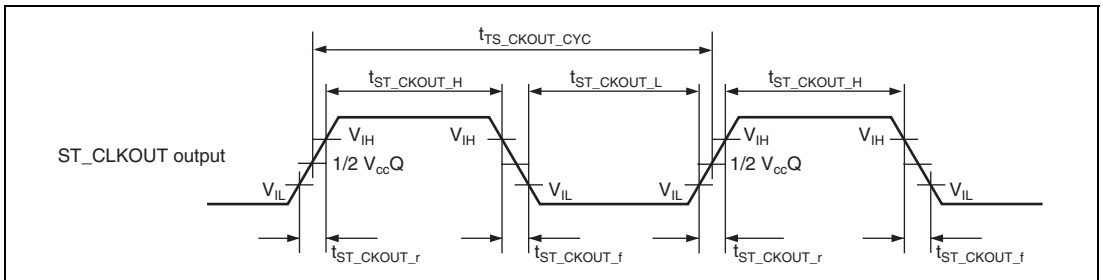 tTS_CKOUT_CYC
tST_CKOUT_H tST_CKOUT_L tST_CKOUT_H
VIH VIH VIH VIH
ST_CLKOUT output 1/2 VccQ 1/2 VccQ
VIL VIL VIL VIL
tST_CKOUT_r tST_CKOUT_f tST_CKOUT_r tST_CKOUT_f